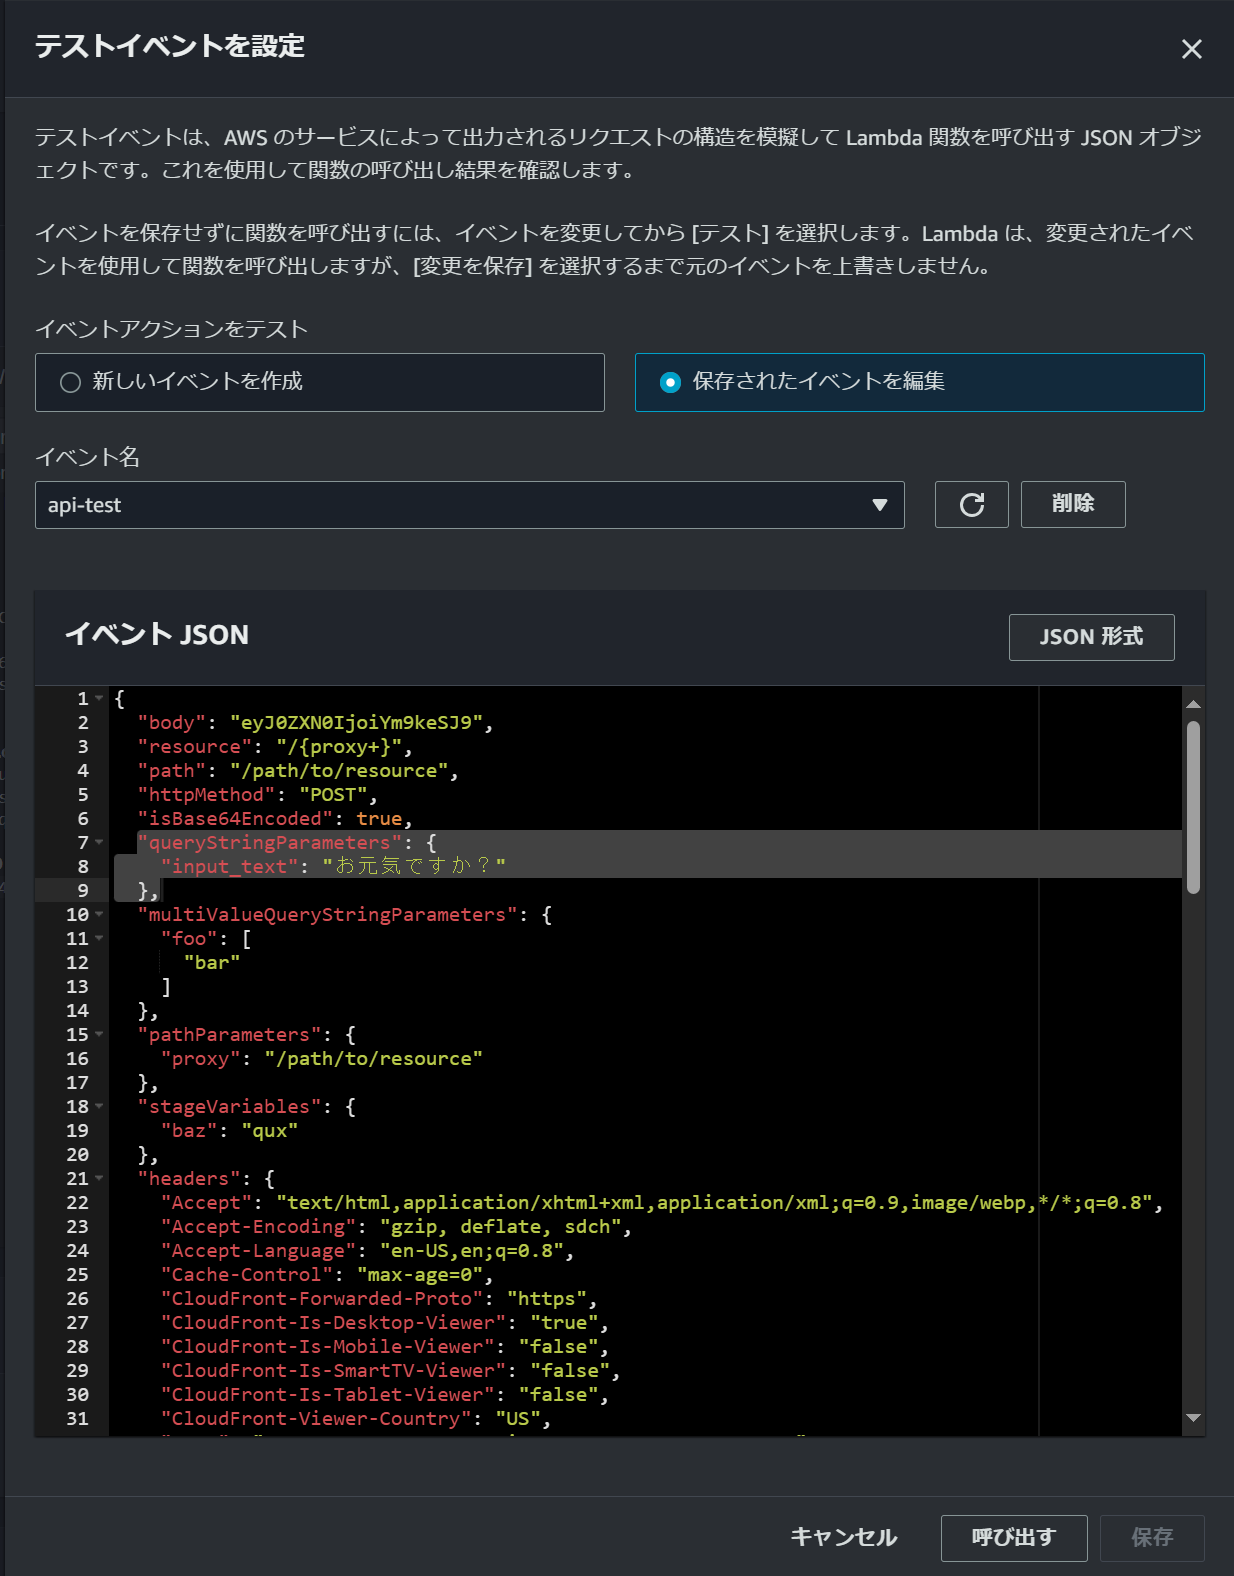 テストイベントを設定
テストイベントは、AWS のサービスによって出力されるリクエストの構造を模擬して Lambda 関数を呼び出す JSON オブジ
ェクトです。これを使用して関数の呼び出し結果を確認します。
イベントを保存せずに関数を呼び出すには、イベントを変更してから [テスト] を選択します。Lambda は、変更されたイベ
ントを使用して関数を呼び出しますが、[変更を保存] を選択するまで元のイベントを上書きしません。
イベントアクションをテスト
新しいイベントを作成
保存されたイベントを編集
イベント名
api-test
削除
イベント JSON
JSON 形式
1 {
2 "body": "eyJ0ZXN0IjoiYm9keSJ9",
3 "resource": "/{proxy+}",
4 "path": "/path/to/resource",
5 "httpMethod": "POST",
6 "isBase64Encoded": true,
7 "queryStringParameters": {
8 "input_text": "お元気ですか？"
9 },
10 "multiValueQueryStringParameters": {
11 "foo": [
12 "bar"
13 ]
14 },
15 "pathParameters": {
16 "proxy": "/path/to/resource"
17 },
18 "stageVariables": {
19 "baz": "qux"
20 },
21 "headers": {
22 "Accept": "text/html,application/xhtml+xml,application/xml;q=0.9,image/webp,*/*;q=0.8",
23 "Accept-Encoding": "gzip, deflate, sdch",
24 "Accept-Language": "en-US,en;q=0.8",
25 "Cache-Control": "max-age=0",
26 "CloudFront-Forwarded-Proto": "https",
27 "CloudFront-Is-Desktop-Viewer": "true",
28 "CloudFront-Is-Mobile-Viewer": "false",
29 "CloudFront-Is-SmartTV-Viewer": "false",
30 "CloudFront-Is-Tablet-Viewer": "false",
31 "CloudFront-Viewer-Country": "US",
キャンセル
呼び出す
保存